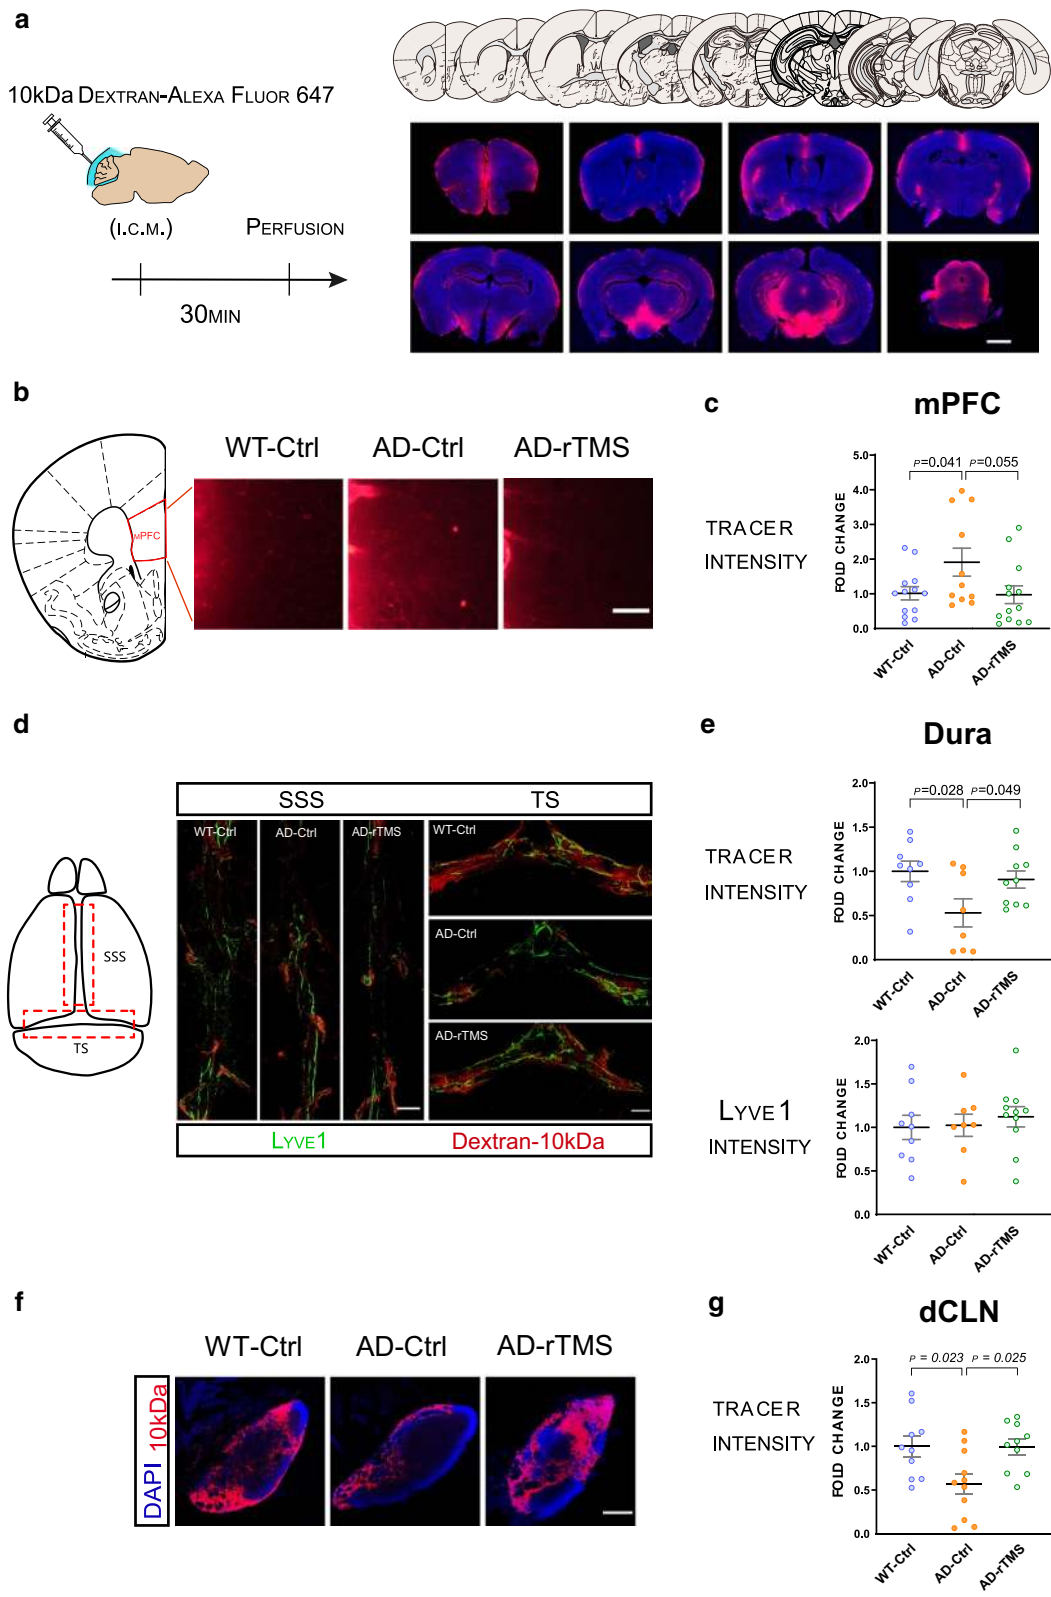 a
10kDa Dextran-Alexa Fluor 647
(I.C.M.) Perfusion
30min
b
WT-Ctrl AD-Ctrl AD-rTMS
mPFC
c
mPFC
TRACER
INTENSITY
FOLD CHANGE
5.0
4.0
3.0
2.0
1.0
0.0
P=0.041 P=0.055
WT-Ctrl AD-Ctrl AD-rTMS
d
SSS TS
WT-Ctrl AD-Ctrl AD-rTMS
WT-Ctrl
AD-Ctrl
AD-rTMS
SSS
TS
Lyve1 Dextran-10kDa
e
Dura
TRACER
INTENSITY
FOLD CHANGE
2.0
1.5
1.0
0.5
0.0
P=0.028 P=0.049
WT-Ctrl AD-Ctrl AD-rTMS
Lyve1
INTENSITY
FOLD CHANGE
2.0
1.5
1.0
0.5
0.0
WT-Ctrl AD-Ctrl AD-rTMS
f
WT-Ctrl AD-Ctrl AD-rTMS
DAPI 10kDa
g
dCLN
TRACER
INTENSITY
FOLD CHANGE
2.0
1.5
1.0
0.5
0.0
P = 0.023 P = 0.025
WT-Ctrl AD-Ctrl AD-rTMS